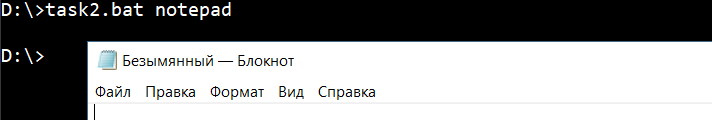 D:\>task2.bat notepad
D:\>
Безымянный — Блокнот
Файл Правка Формат Вид Справка